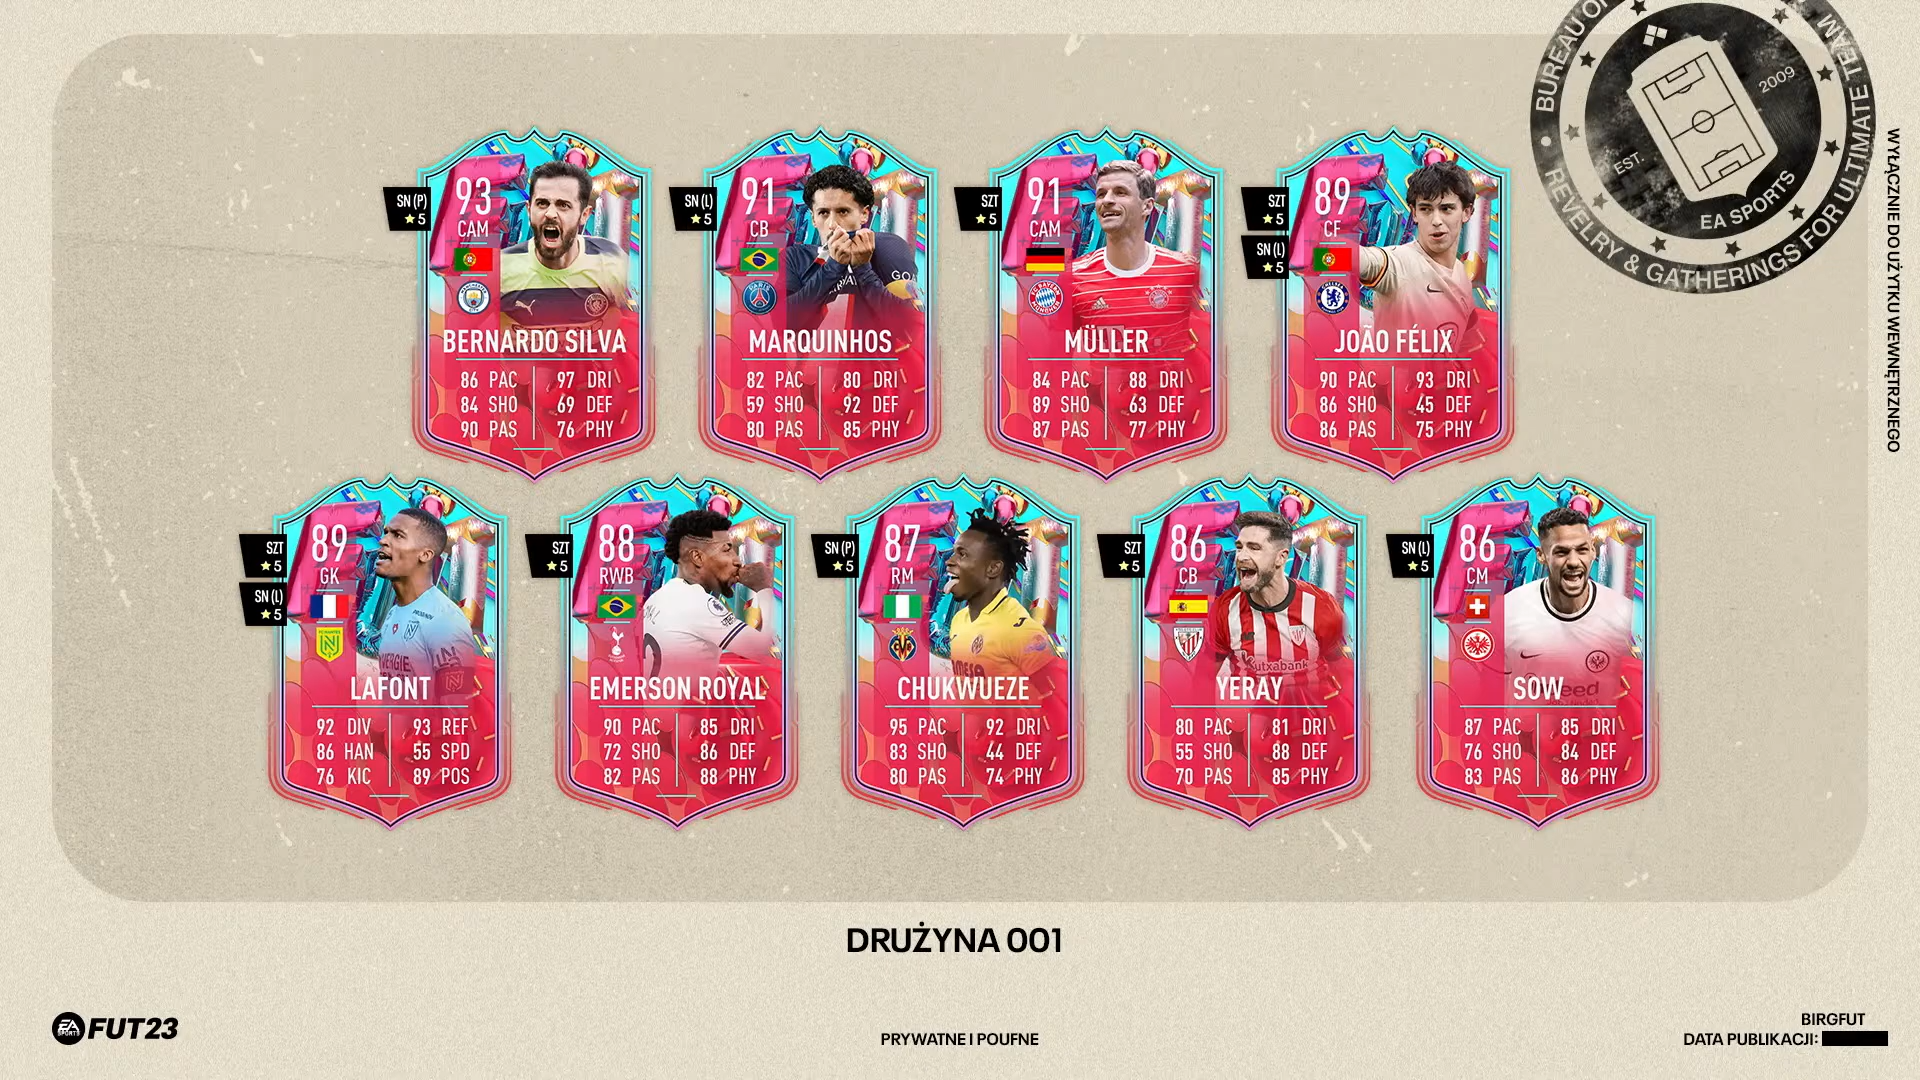 BUREAU OF
REVELRY & GATHERINGS FOR ULTIMATE TEAM
EST.
2009
EA SPORTS
WYŁĄCZNIE DO UŻYTKU WEWNĘTRZNEGO
SN (P)
★ 5
93
CAM
BERNARDO SILVA
86 PAC 97 DRI
84 SHO 69 DEF
90 PAS 76 PHY
SN (L)
★ 5
91
CB
MARQUINHOS
82 PAC 80 DRI
59 SHO 92 DEF
80 PAS 85 PHY
SZT
★ 5
91
CAM
MÜLLER
84 PAC 88 DRI
89 SHO 63 DEF
87 PAS 77 PHY
SZT
★ 5
SN (L)
★ 5
89
CF
JOÃO FÉLIX
90 PAC 93 DRI
86 SHO 45 DEF
86 PAS 75 PHY
SZT
★ 5
SN (L)
★ 5
89
GK
LAFONT
92 DIV 93 REF
86 HAN 55 SPD
76 KIC 89 POS
SZT
★ 5
88
RWB
EMERSON ROYAL
90 PAC 85 DRI
72 SHO 86 DEF
82 PAS 88 PHY
SN (P)
★ 5
87
RM
CHUKWUEZE
95 PAC 92 DRI
83 SHO 44 DEF
80 PAS 74 PHY
SZT
★ 5
86
CB
utxabank
YERAY
80 PAC 81 DRI
55 SHO 88 DEF
70 PAS 85 PHY
SN (L)
★ 5
86
CM
SOW
87 PAC 85 DRI
76 SHO 84 DEF
83 PAS 86 PHY
DRUŻYNA 001
EA SPORTS FUT23
PRYWATNE I POUFNE
BIRGFUT
DATA PUBLIKACJI: